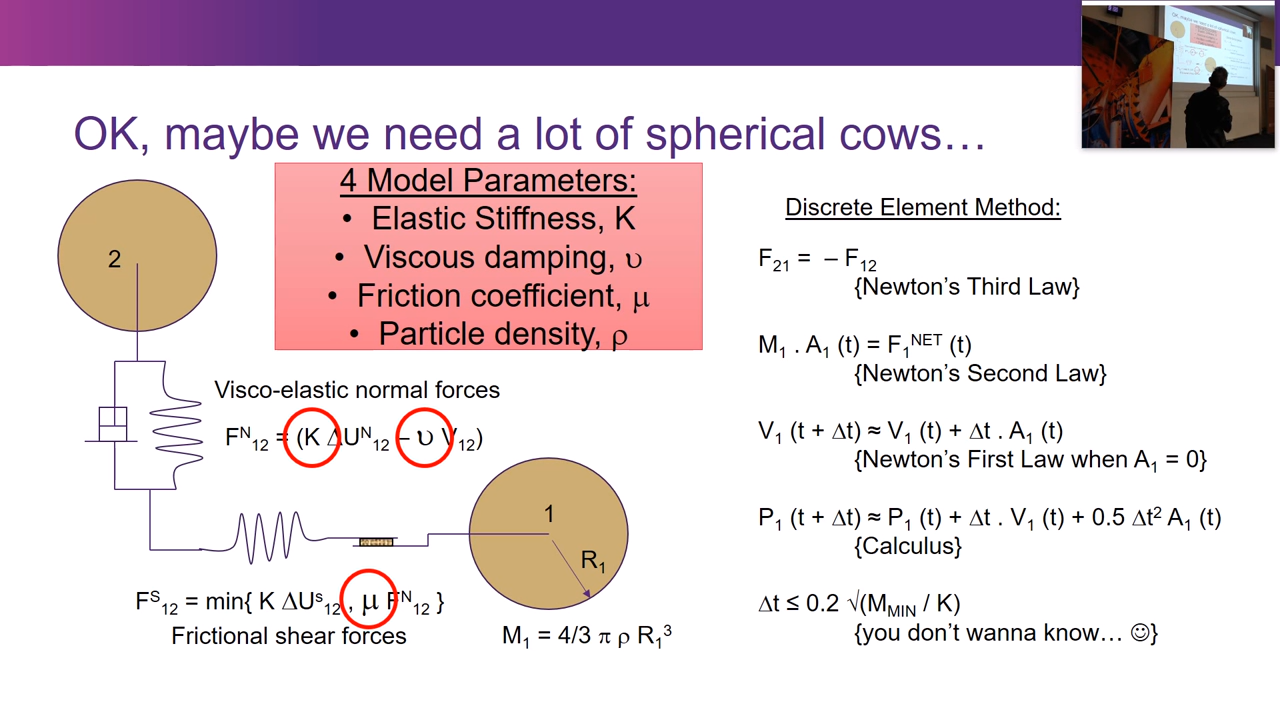 OK, maybe we need a lot of spherical cows…
4 Model Parameters:
• Elastic Stiffness, K
• Viscous damping, υ
• Friction coefficient, μ
• Particle density, ρ
2
Visco-elastic normal forces
Fᴺ₁₂ = (K ΔUᴺ₁₂ – υ V₁₂)
1
R₁
Fˢ₁₂ = min{ K ΔUˢ₁₂ , μ Fᴺ₁₂ }
Frictional shear forces
M₁ = 4/3 π ρ R₁³
Discrete Element Method:
F₂₁ = – F₁₂
{Newton’s Third Law}
M₁ . A₁ (t) = F₁ᴺᴱᵀ (t)
{Newton’s Second Law}
V₁ (t + Δt) ≈ V₁ (t) + Δt . A₁ (t)
{Newton’s First Law when A₁ = 0}
P₁ (t + Δt) ≈ P₁ (t) + Δt . V₁ (t) + 0.5 Δt² A₁ (t)
{Calculus}
Δt ≤ 0.2 √(M_MIN / K)
{you don’t wanna know… ☺}